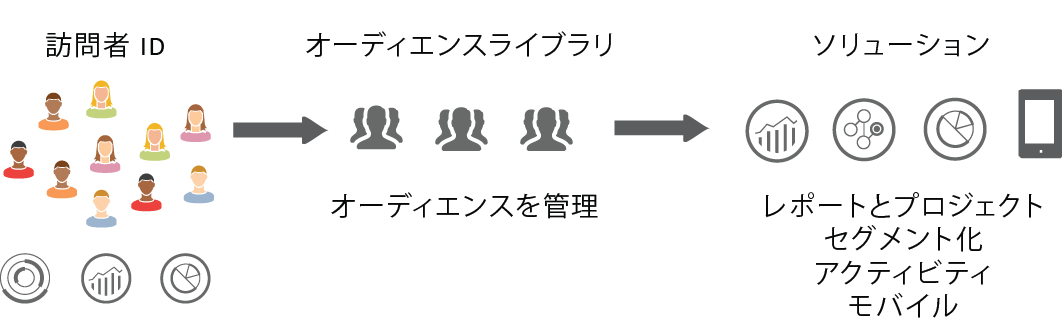 訪問者 ID
オーディエンスライブラリ
ソリューション
オーディエンスを管理
レポートとプロジェクト
セグメント化
アクティビティ
モバイル